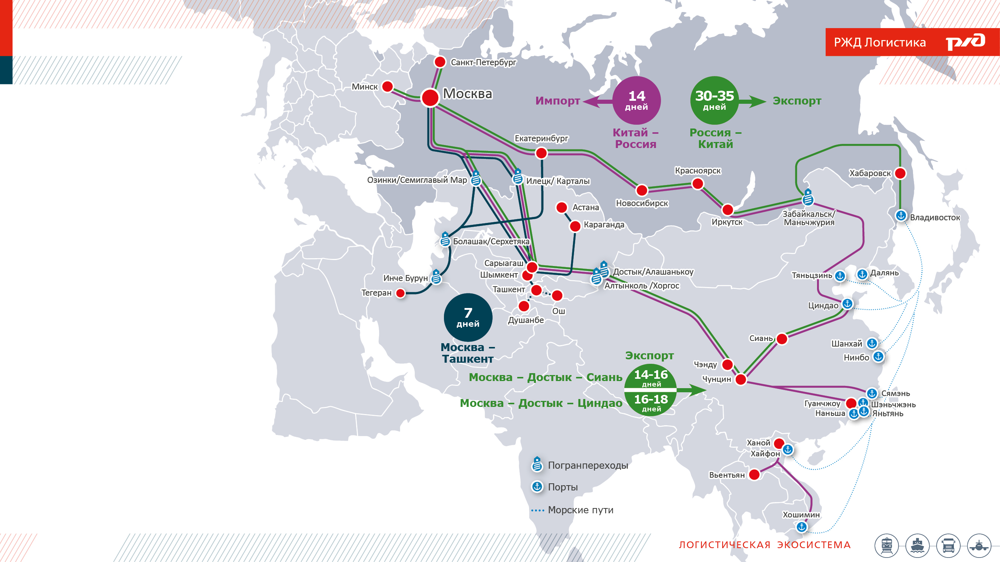 РЖД Логистика
Санкт-Петербург
Минск
Москва
Импорт
14
дней
Китай –
Россия
30-35
дней
Экспорт
Россия –
Китай
Екатеринбург
Красноярск
Хабаровск
Озинки/Семиглавый Мар
Илецк/ Карталы
Новосибирск
Астана
Караганда
Иркутск
Забайкальск/
Маньчжурия
Владивосток
Болашак/Серхетяка
Сарыагаш
Шымкент
Достык/Алашанькоу
Алтынколь /Хоргос
Тяньцзинь
Далянь
Инче Бурун
Тегеран
Ташкент
Ош
Душанбе
Циндао
7
дней
Москва –
Ташкент
Сиань
Шанхай
Нинбо
Чэнду
Чунцин
Экспорт
Москва – Достык – Сиань
14-16
дней
Москва – Достык – Циндао
16-18
дней
Сямэнь
Гуанчжоу
Шэньчжэнь
Наньша
Яньтянь
Ханой
Хайфон
Вьентьян
Хошимин
Погранпереходы
Порты
Морские пути
ЛОГИСТИЧЕСКАЯ ЭКОСИСТЕМА